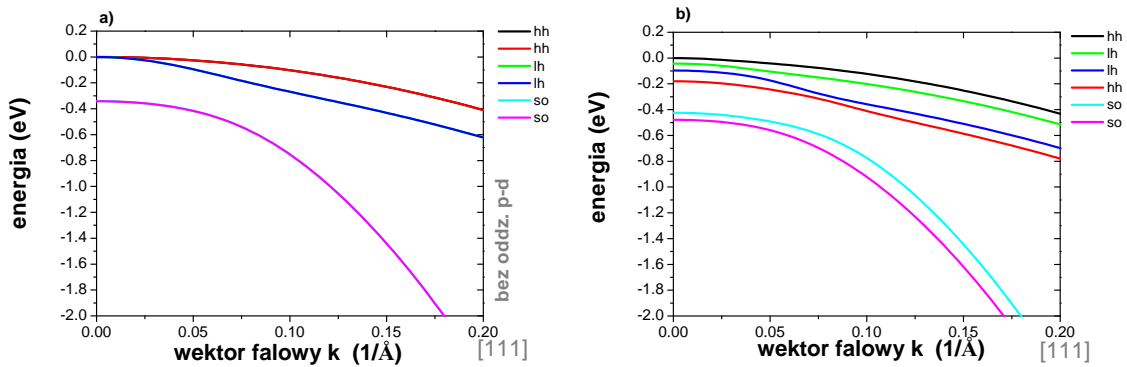 a)
energia (eV)
0.2
0.0
-0.2
-0.4
-0.6
-0.8
-1.0
-1.2
-1.4
-1.6
-1.8
-2.0
0.00
0.05
0.10
0.15
0.20
wektor falowy k (1/Å)
[111]
hh
hh
lh
lh
so
so
bez oddz. p-d
b)
energia (eV)
0.2
0.0
-0.2
-0.4
-0.6
-0.8
-1.0
-1.2
-1.4
-1.6
-1.8
-2.0
0.00
0.05
0.10
0.15
0.20
wektor falowy k (1/Å)
[111]
hh
lh
lh
hh
so
so